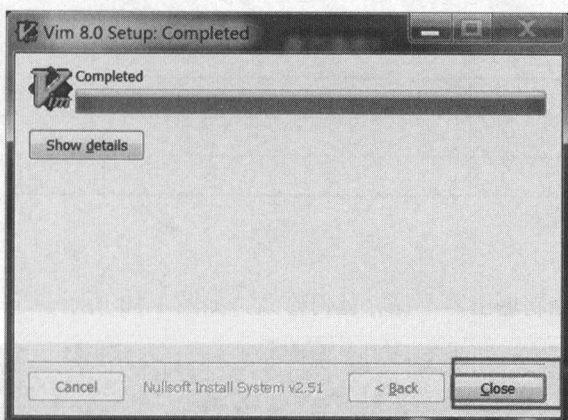 Vim 8.0 Setup: Completed
Completed
Show details
Cancel
Nullsoft Install System v2.51
< Back
Close